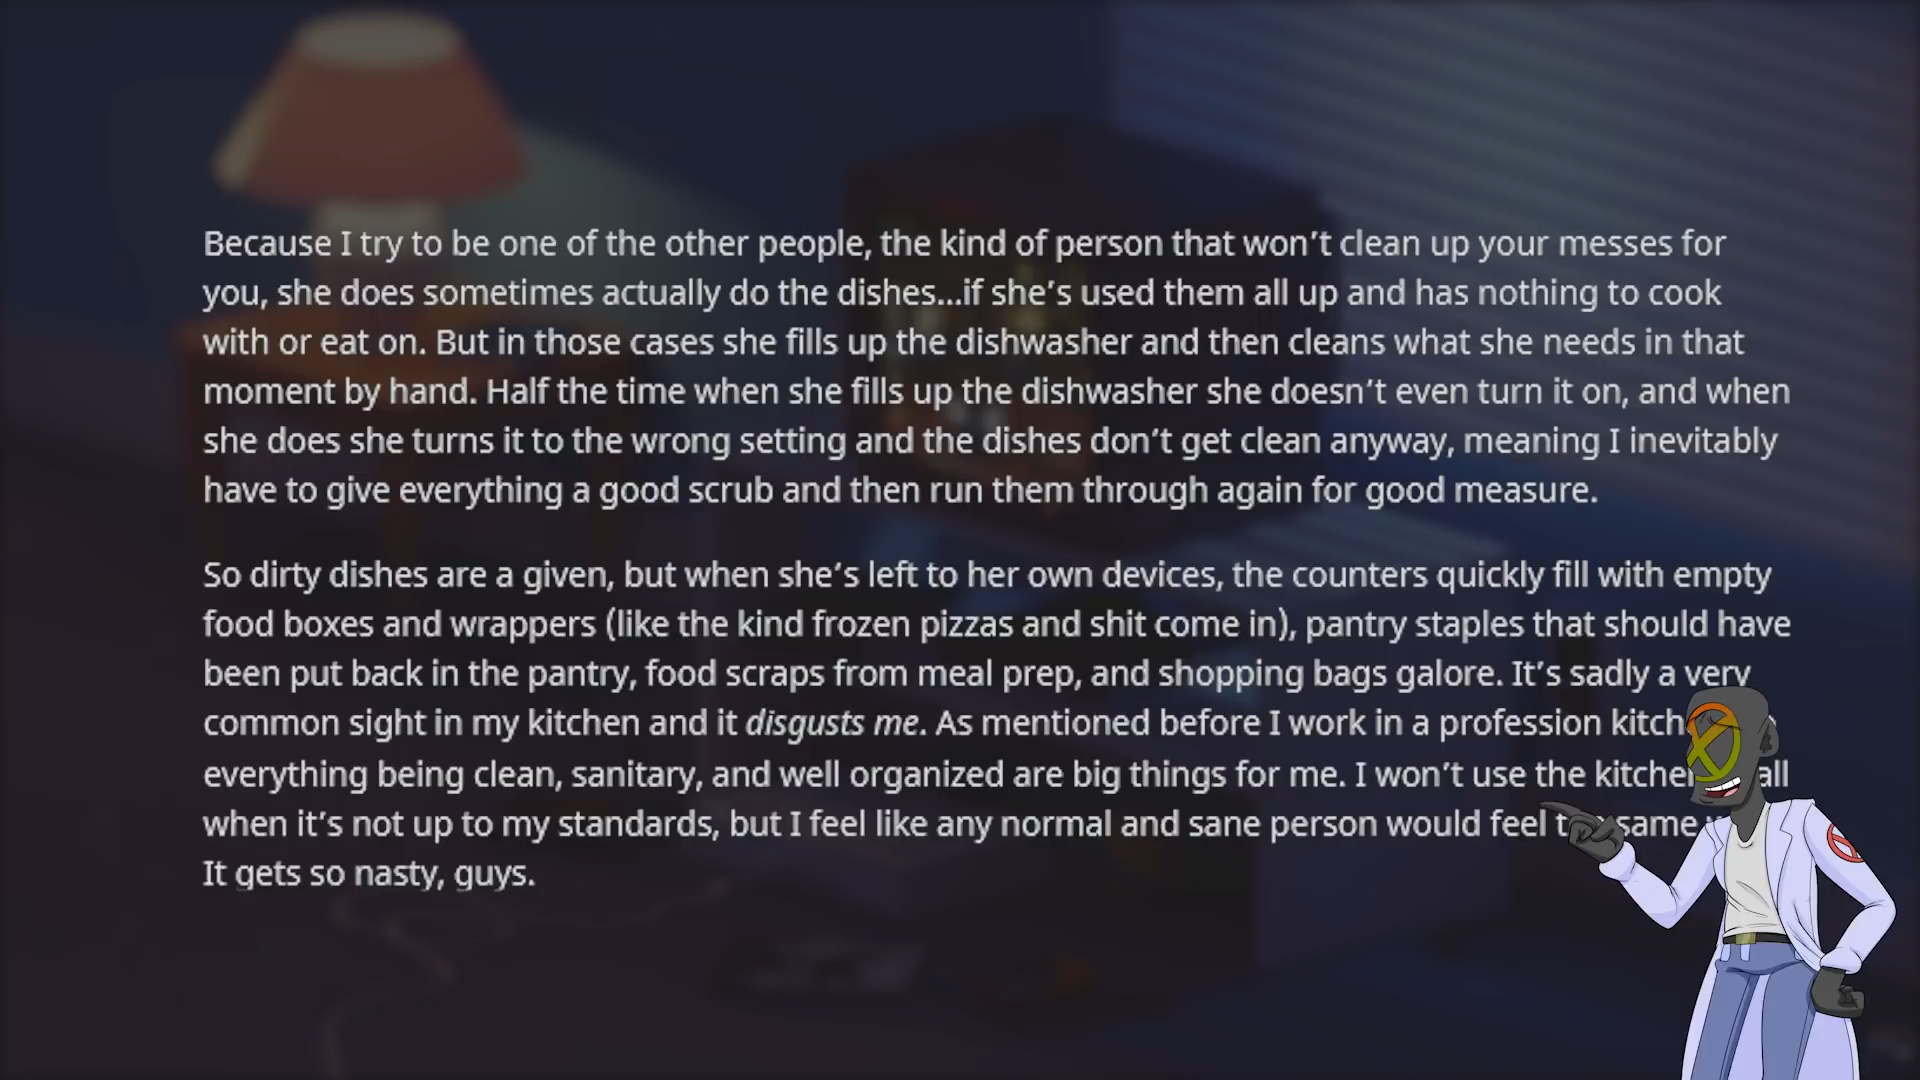 Because I try to be one of the other people, the kind of person that won't clean up your messes for
you, she does sometimes actually do the dishes...if she's used them all up and has nothing to cook
with or eat on. But in those cases she fills up the dishwasher and then cleans what she needs in that
moment by hand. Half the time when she fills up the dishwasher she doesn't even turn it on, and when
she does she turns it to the wrong setting and the dishes don't get clean anyway, meaning I inevitably
have to give everything a good scrub and then run them through again for good measure.
So dirty dishes are a given, but when she's left to her own devices, the counters quickly fill with empty
food boxes and wrappers (like the kind frozen pizzas and shit come in), pantry staples that should have
been put back in the pantry, food scraps from meal prep, and shopping bags galore. It's sadly a very
common sight in my kitchen and it disgusts me. As mentioned before I work in a profession
everything being clean, sanitary, and well organized are big things for me. I won't use the
when it's not up to my standards, but I feel like any normal and sane person would feel same
It gets so nasty, guys.